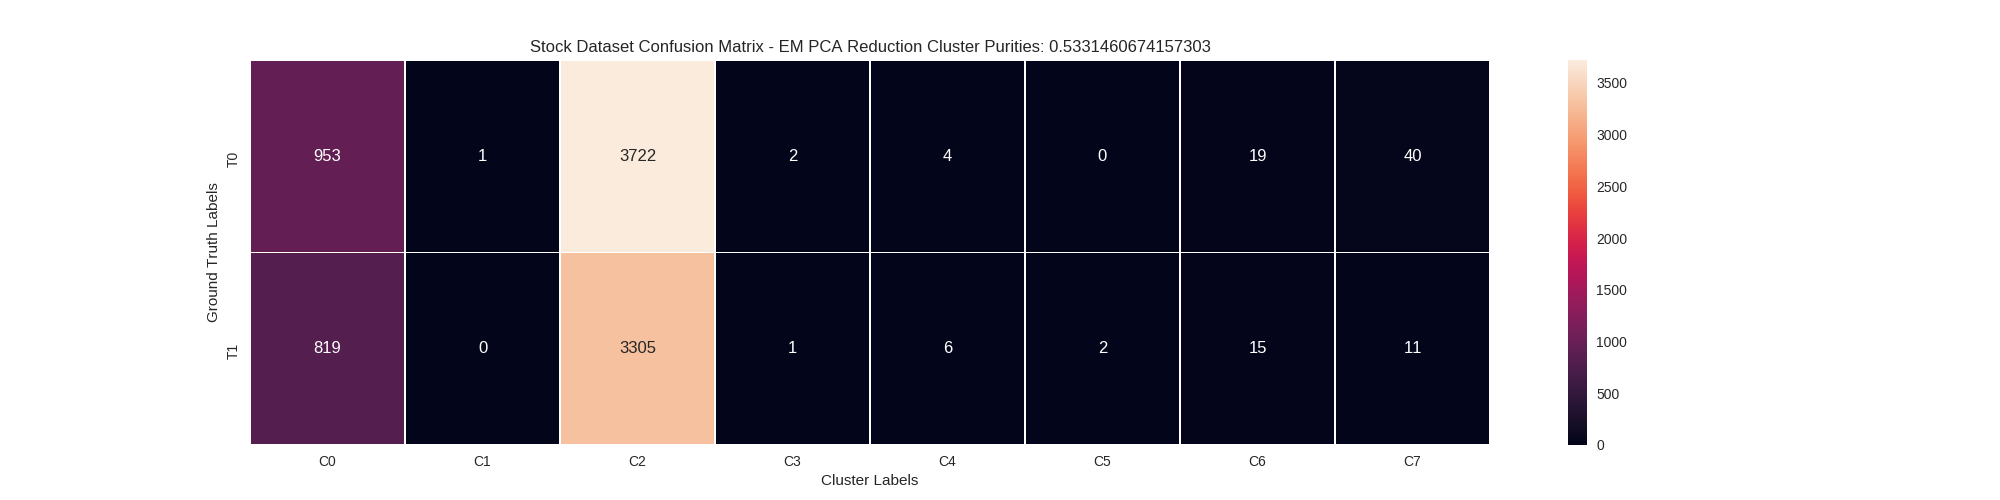 Stock Dataset Confusion Matrix - EM PCA Reduction Cluster Purities: 0.5331460674157303
Ground Truth Labels
T0
953 1 3722 2 4 0 19 40
T1
819 0 3305 1 6 2 15 11
C0 C1 C2 C3 C4 C5 C6 C7
Cluster Labels
3500
3000
2500
2000
1500
1000
500
0